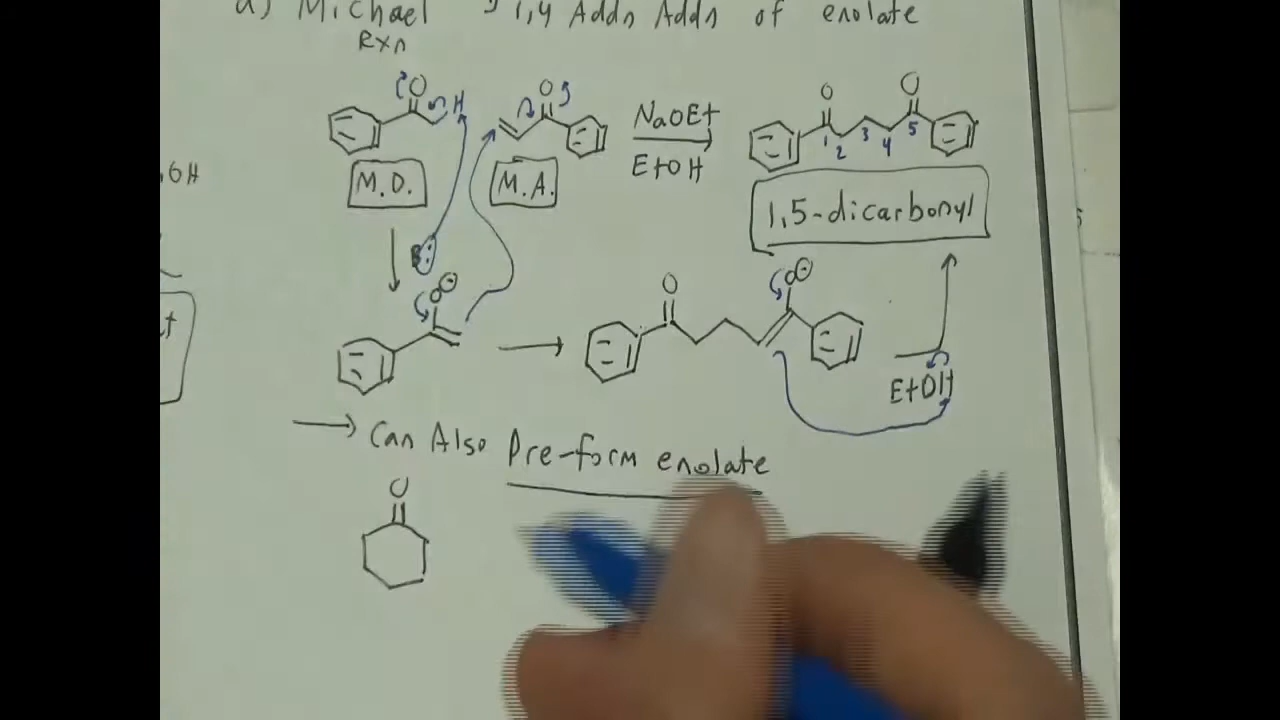 a) Michael → 1,4 Addn Addn of enolate
Rxn
O H O NaOEt O O
EtOH 1 2 3 4 5
M.D. M.A. 1,5-dicarbonyl
B:
O⊖ O O⊖
EtOH
→ Can Also Pre-form enolate
O